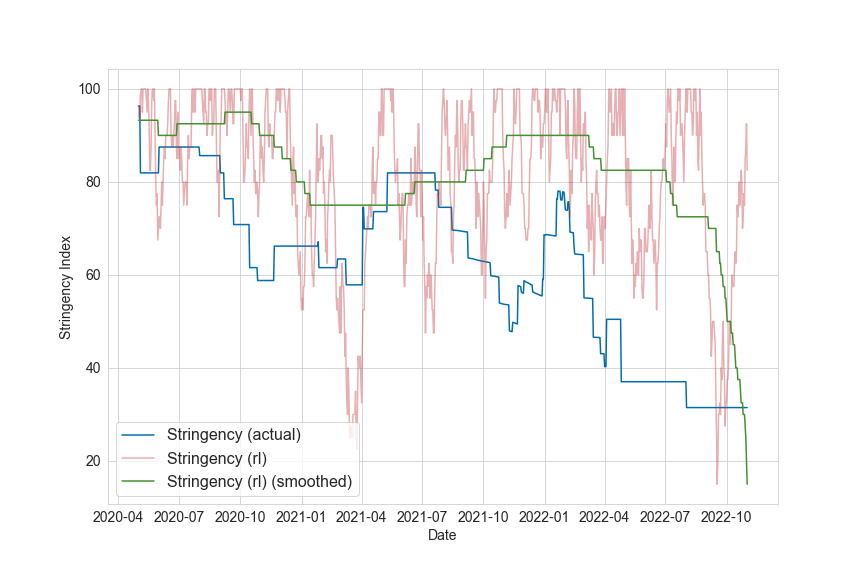 100
80
60
40
20
Stringency Index
Stringency (actual)
Stringency (rl)
Stringency (rl) (smoothed)
2020-04 2020-07 2020-10 2021-01 2021-04 2021-07 2021-10 2022-01 2022-04 2022-07 2022-10
Date